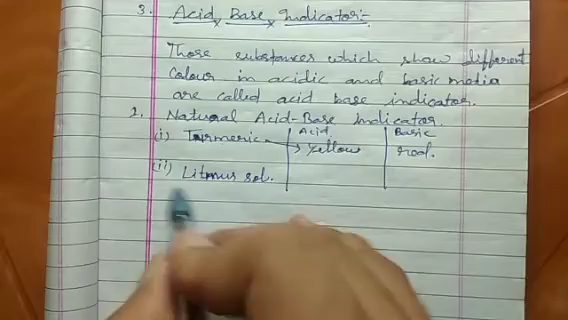 3. Acid Base Indicator:-
Those substances which show different
colour in acidic and basic media
are called acid base indicator.
1. Natural Acid-Base Indicator.
Acid Basic
(i) Turmeric → Yellow red.
(ii) Litmus sol.